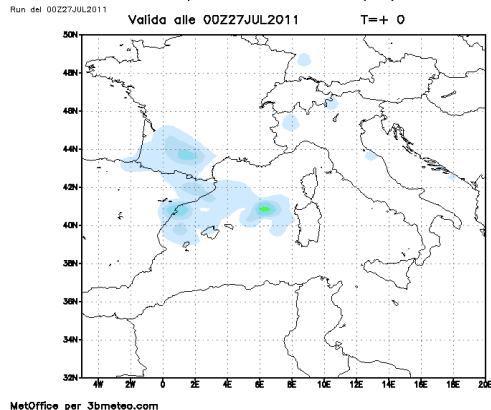 Run del 00Z27JUL2011
Valida alle 00Z27JUL2011 T=+ 0
50N
48N
46N
44N
42N
40N
38N
36N
34N
32N
4W 2W 0 2E 4E 6E 8E 10E 12E 14E 16E 18E 20E
MetOffice per 3bmeteo.com